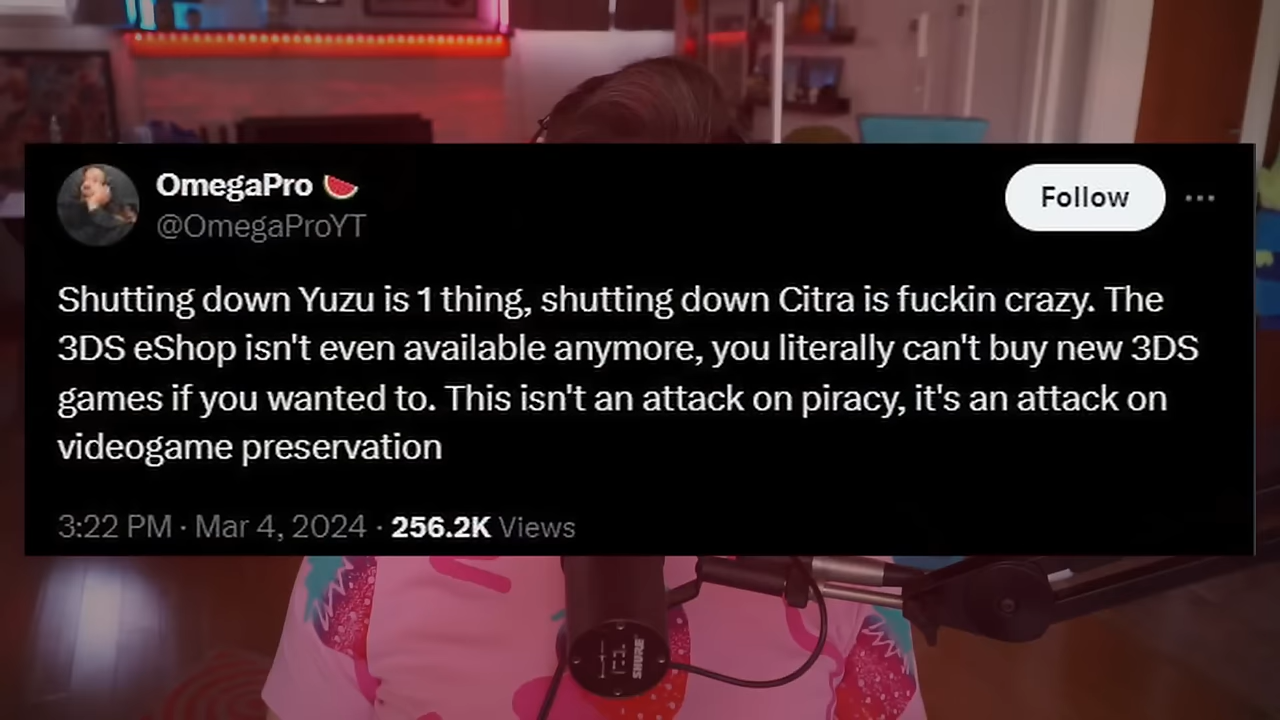 OmegaPro 🍉
@OmegaProYT
Follow
Shutting down Yuzu is 1 thing, shutting down Citra is fuckin crazy. The
3DS eShop isn't even available anymore, you literally can't buy new 3DS
games if you wanted to. This isn't an attack on piracy, it's an attack on
videogame preservation
3:22 PM · Mar 4, 2024 · 256.2K Views
SHURE